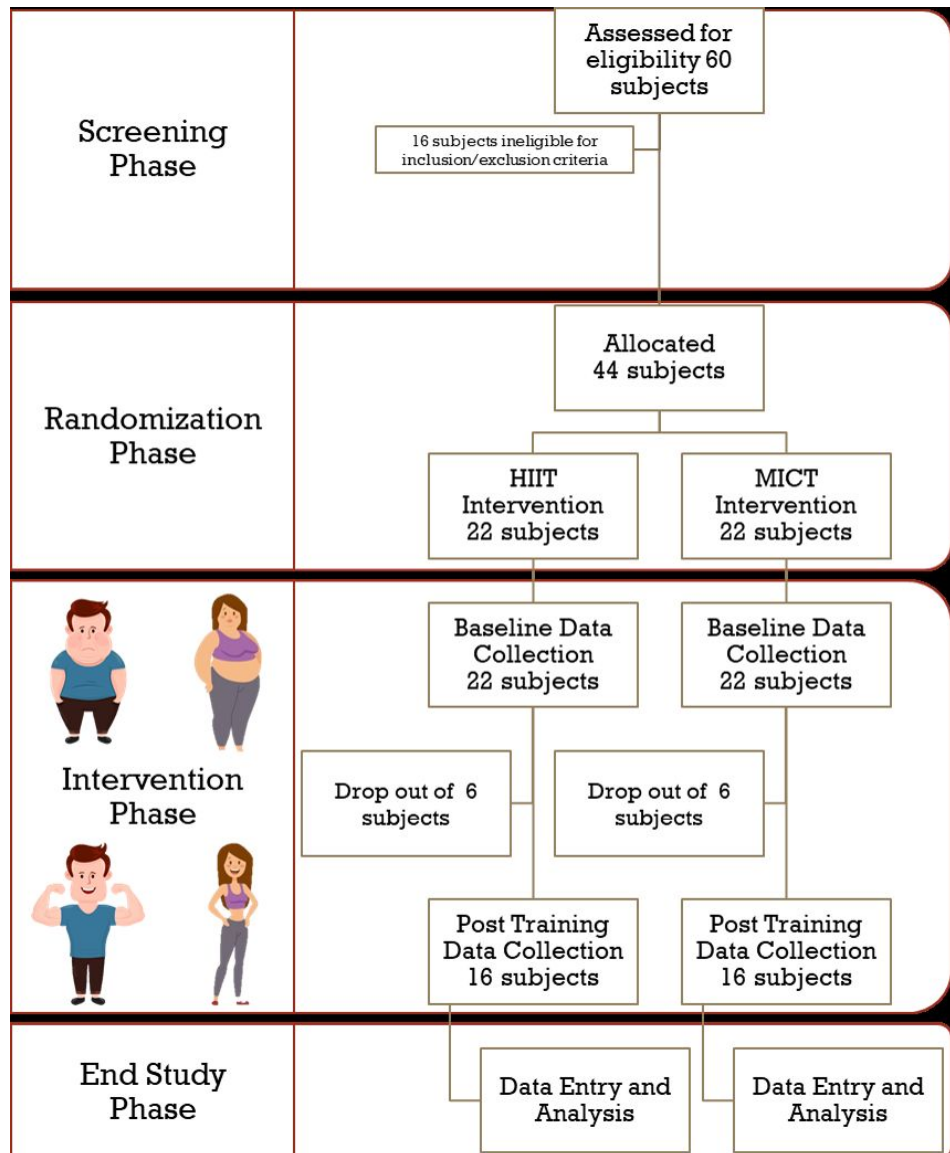 Assessed for
eligibility 60
subjects
Screening
Phase
16 subjects ineligible for
inclusion/exclusion criteria
Allocated
44 subjects
Randomization
Phase
HIIT
Intervention
22 subjects
MICT
Intervention
22 subjects
Baseline Data
Collection
22 subjects
Baseline Data
Collection
22 subjects
Intervention
Phase
Drop out of 6
subjects
Drop out of 6
subjects
Post Training
Data Collection
16 subjects
Post Training
Data Collection
16 subjects
End Study
Phase
Data Entry and
Analysis
Data Entry and
Analysis